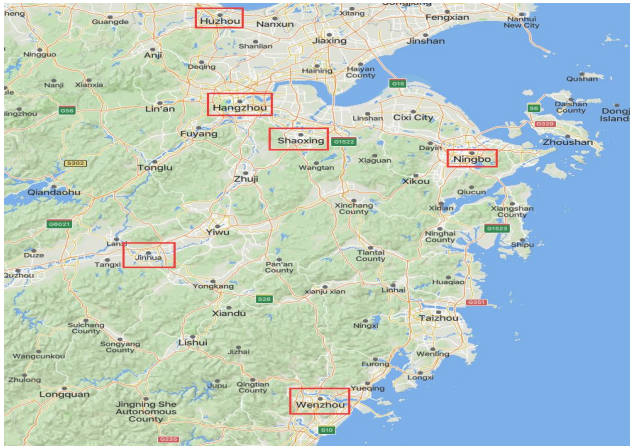 Guangde
Huzhou
Nanxun
Xitang
Fengxian
Nanhui
New City
Ningguo
Anji
Shanlian
Jiaxing
Jinshan
Deqing
Haining
Haiyan
County
Nanji
Xianxia
G15
Qushan
G56
Lin'an
Hangzhou
Linshan
Cixi City
S6
Daishan
County
Dongj
Island
G329
Fuyang
Shaoxing
G1522
Zhoushan
Dayin
Ningbo
S302
Tonglu
Wangtan
Xiaguan
Zhuji
Xikou
Qiucun
Qiandaohu
Xinchang
County
Xidian
Xiangshan
County
G6021
Yiwu
Ninghai
County
G1523
Shipu
Duze
Jinhua
Tiantai
County
Quzhou
Tangxi
Pan'an
County
Yongkang
xianju xian
Linhai
Huaqiao
S28
G351
Xiandu
Taizhou
Suichang
County
Ningxi
Songyang
County
Lishui
Jizhai
Wangcunkou
Wenling
Zhulong
Jupu
Qingtian
County
Furong
Longxi
Longquan
Yueqing
Jingning She
Autonomous
County
Wenzhou
S10
G235